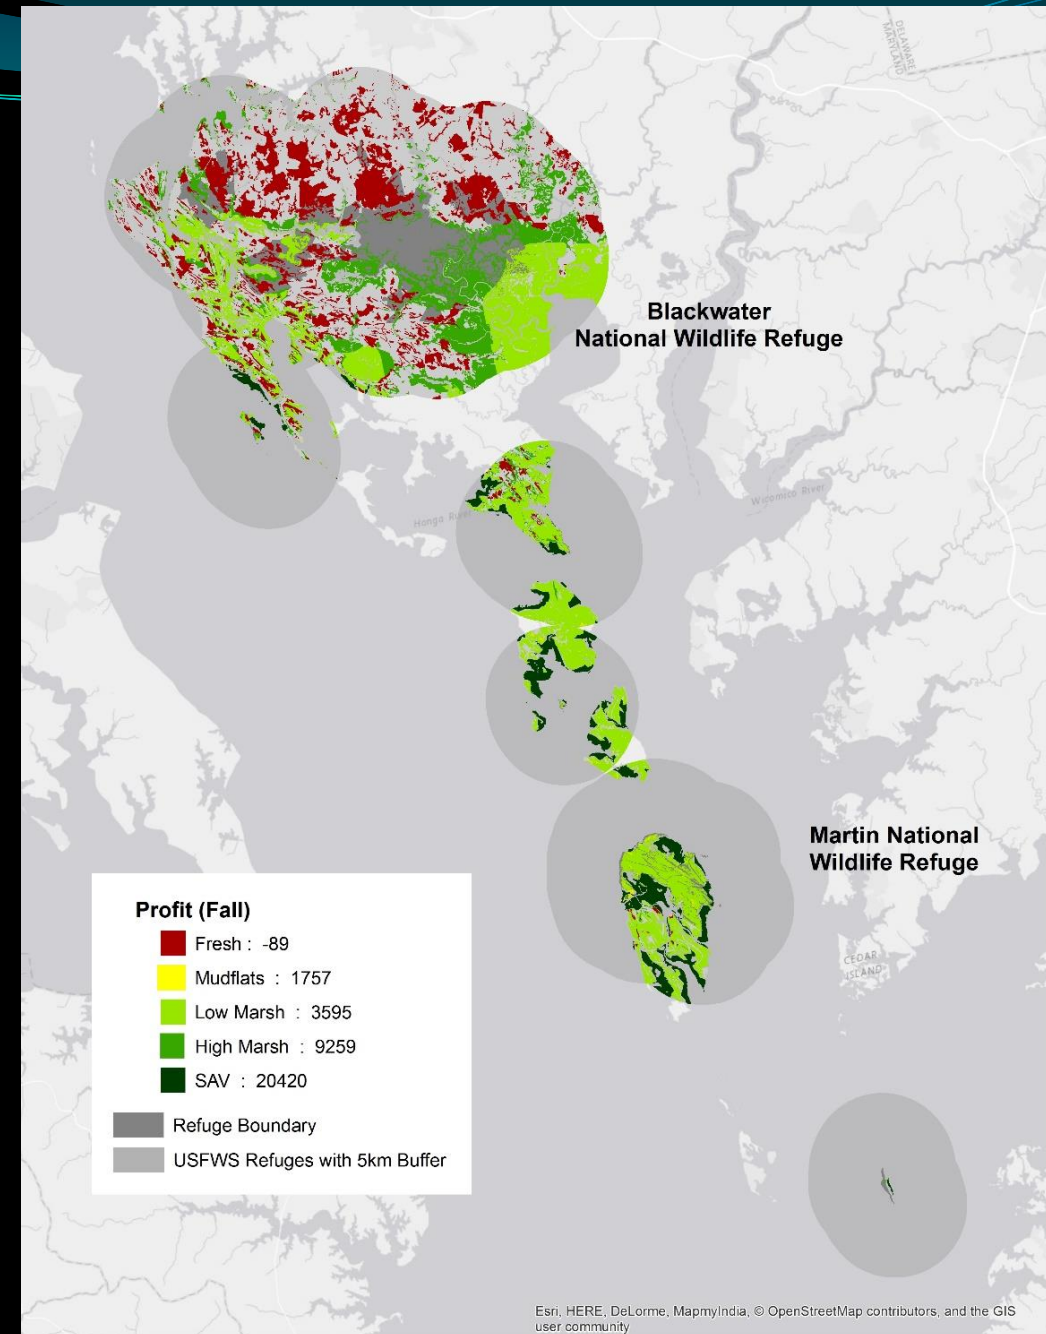 DELAWARE
MARYLAND
Blackwater
National Wildlife Refuge
Wicomico River
Honga River
Martin National
Wildlife Refuge
CEDAR
ISLAND
Profit (Fall)
Fresh : -89
Mudflats : 1757
Low Marsh : 3595
High Marsh : 9259
SAV : 20420
Refuge Boundary
USFWS Refuges with 5km Buffer
Esri, HERE, DeLorme, MapmyIndia, © OpenStreetMap contributors, and the GIS
user community